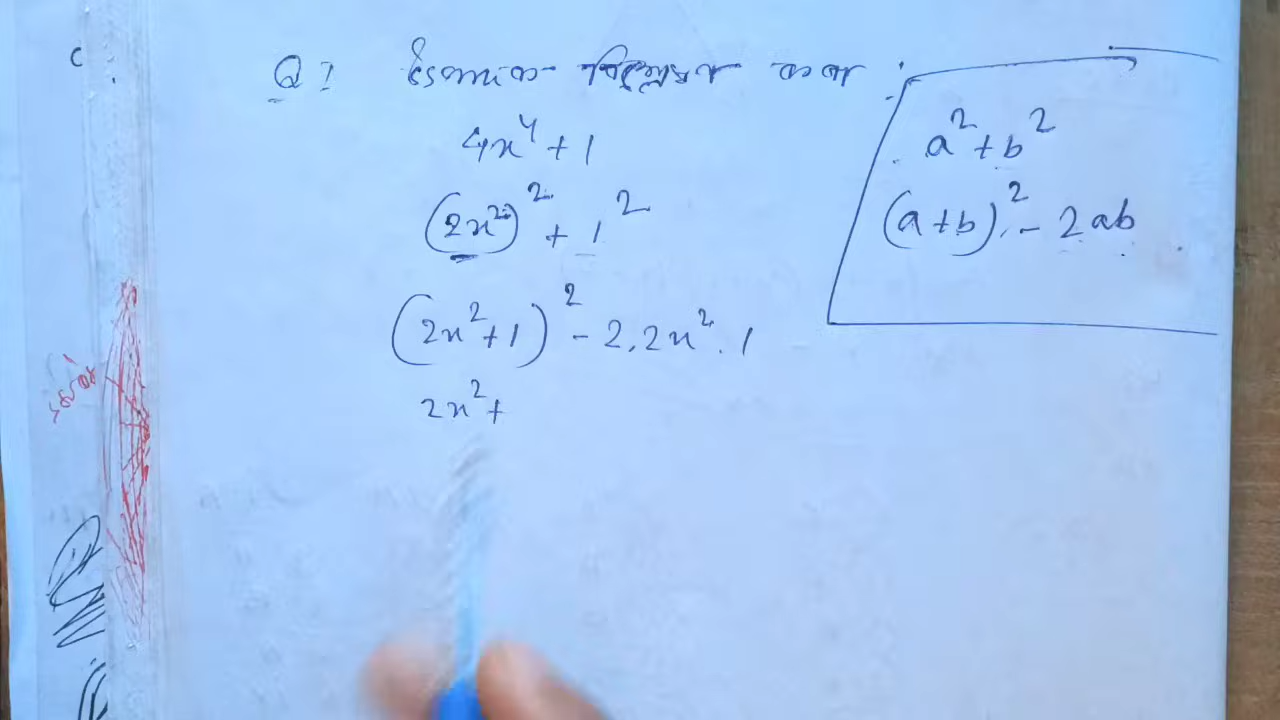 Q ? উৎপাদকে বিশ্লেষণ কর :
4x⁴ + 1
(2x²)² + 1²
(2x² + 1)² - 2.2x².1
2x² +
a² + b²
(a + b)² - 2ab